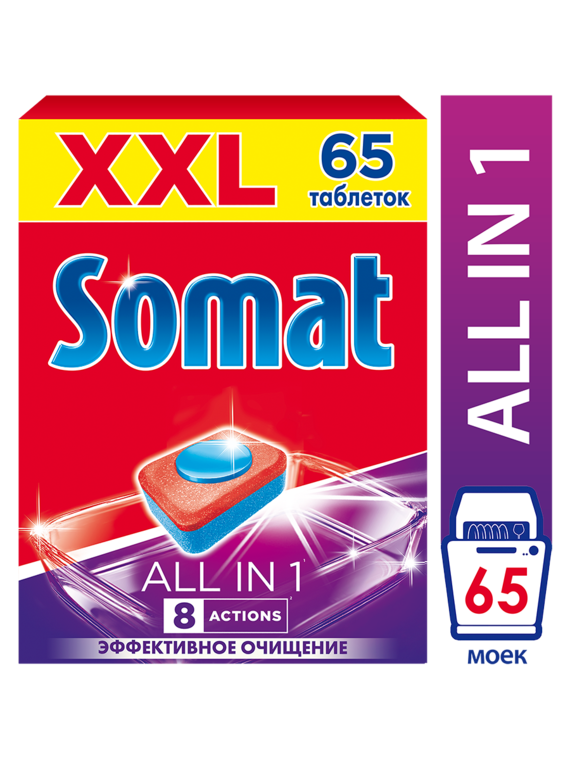 XXL
65
таблеток
Somat
ALL IN 1
8 ACTIONS
ЭФФЕКТИВНОЕ ОЧИЩЕНИЕ
ALL IN 1
65
моек